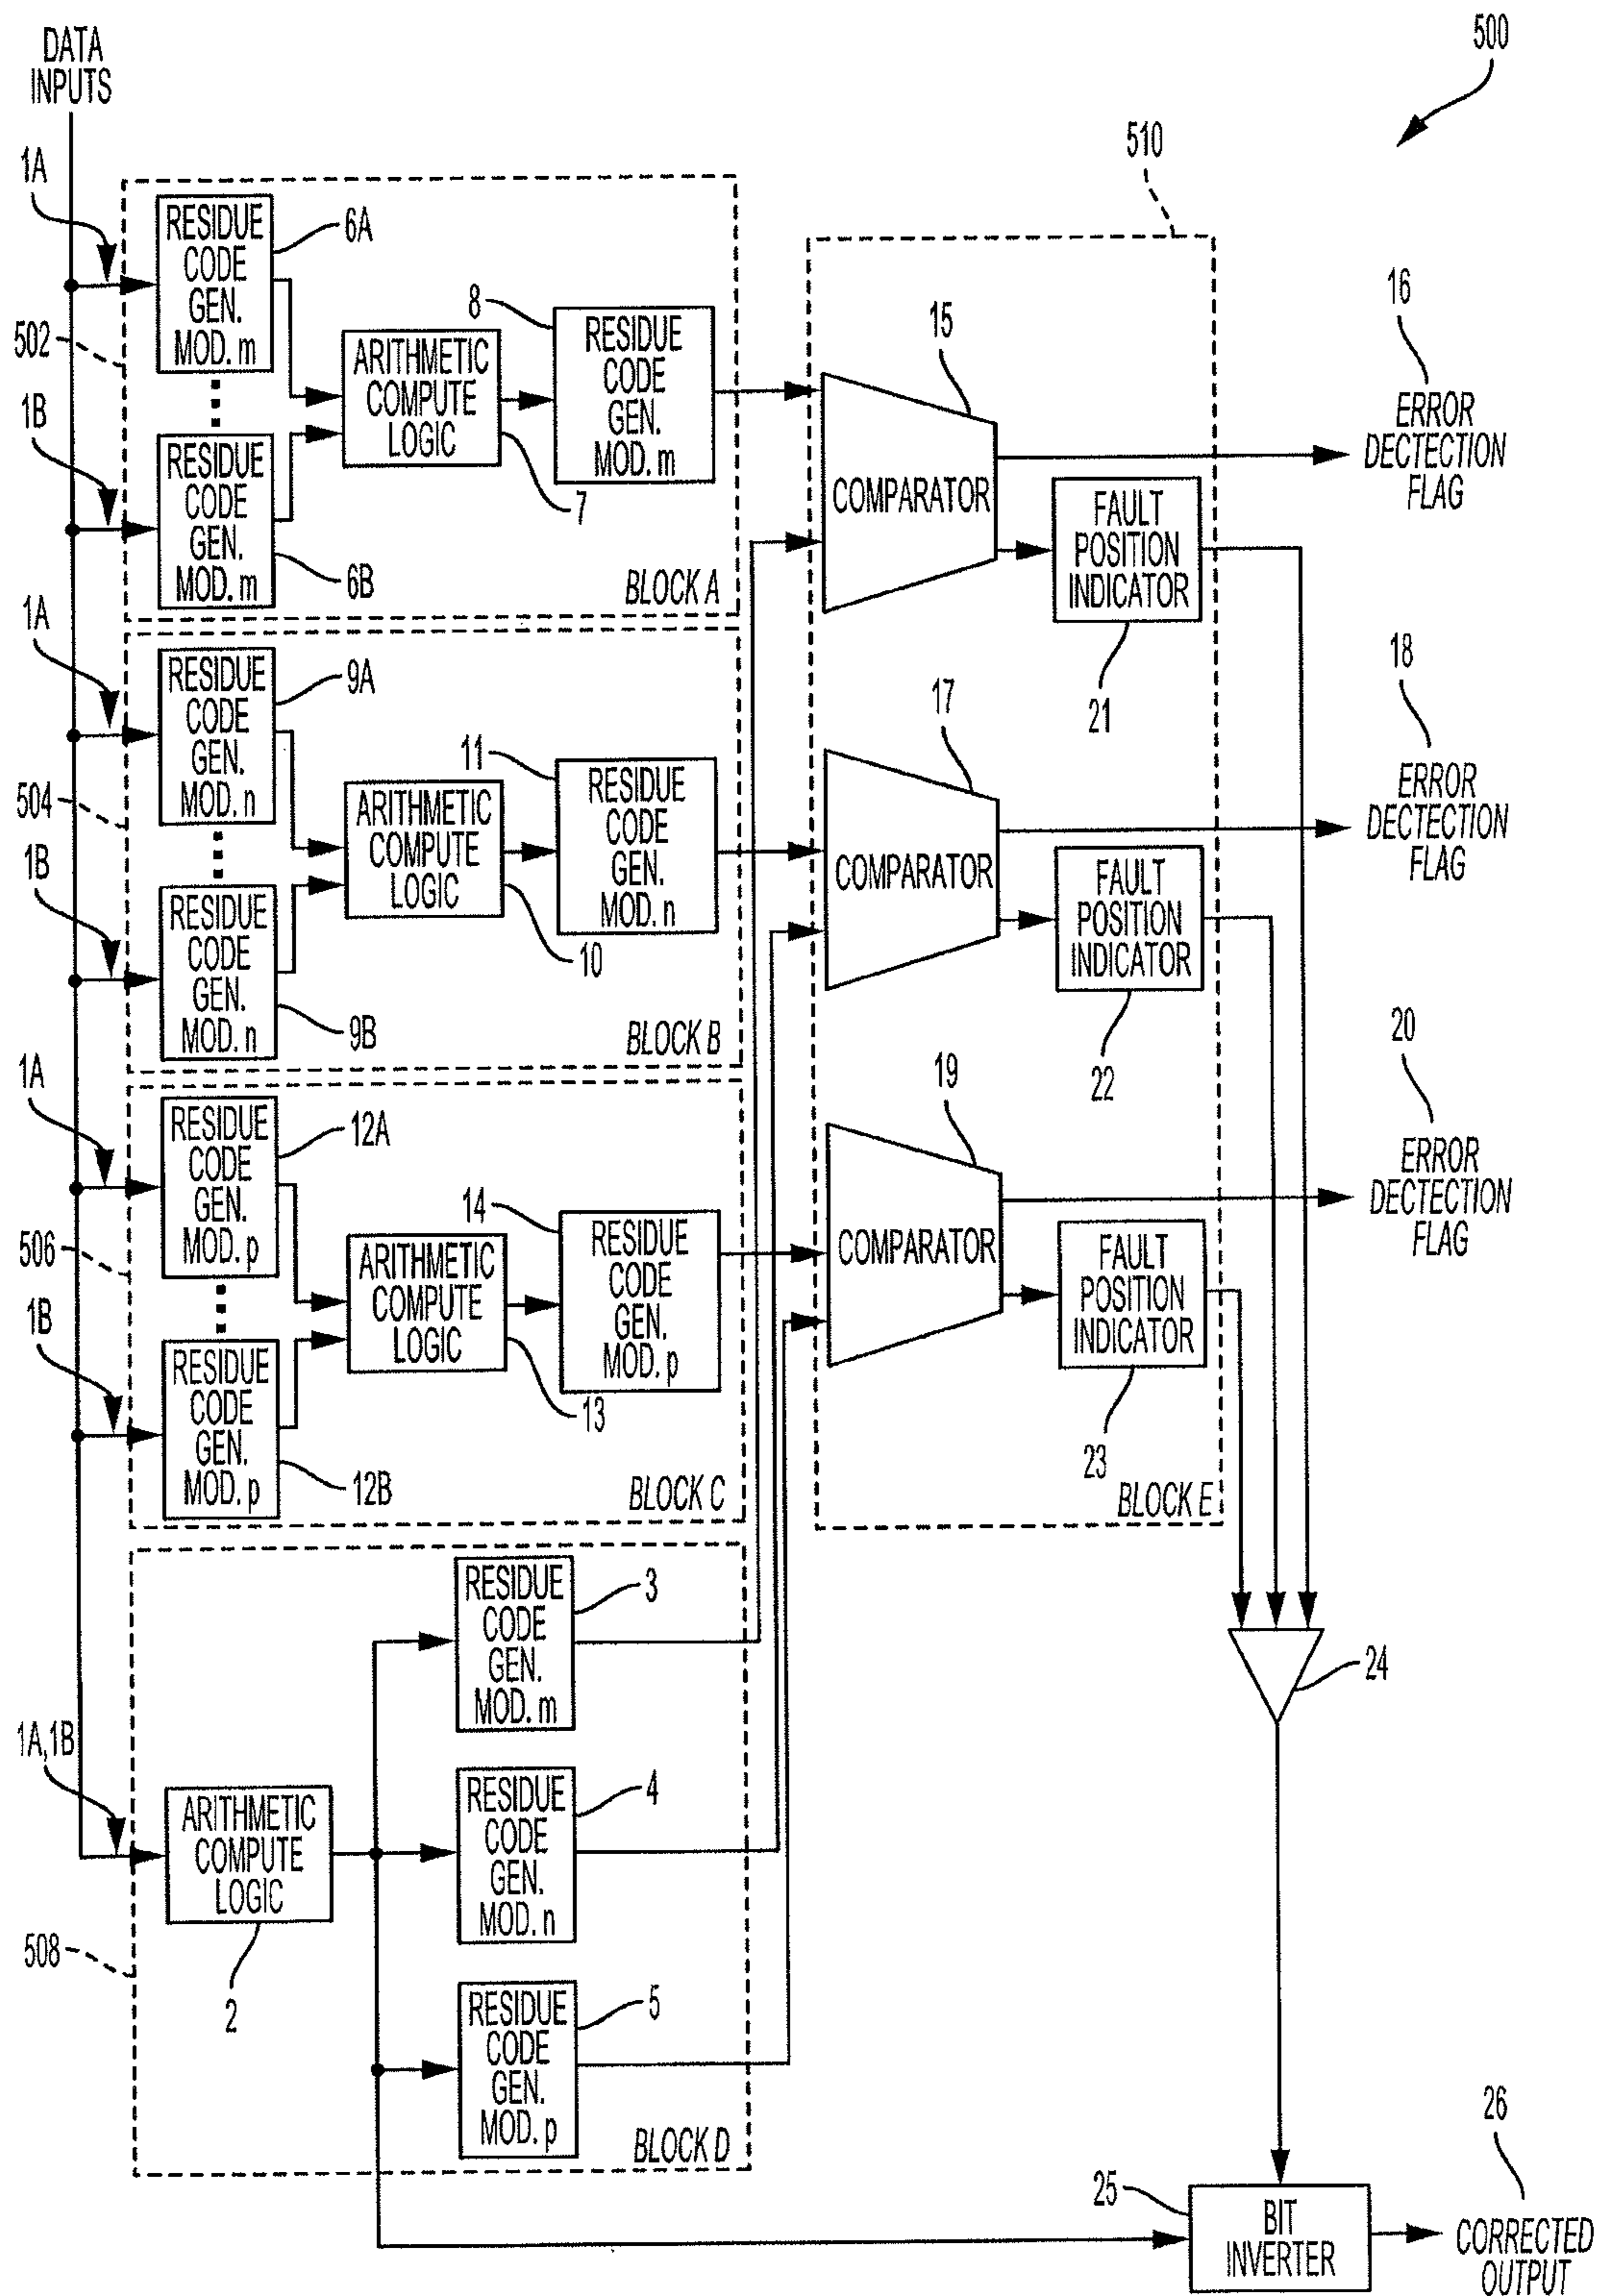 500
DATA
INPUTS
510
1A
RESIDUE
CODE
GEN.
MOD. m
6A
16
ERROR
DECTECTION
FLAG
502
8
RESIDUE
CODE
GEN.
MOD. m
15
ARITHMETIC
COMPUTE
LOGIC
7
COMPARATOR
1B
RESIDUE
CODE
GEN.
MOD. m
6B
BLOCK A
FAULT
POSITION
INDICATOR
21
1A
RESIDUE
CODE
GEN.
MOD. n
9A
18
ERROR
DECTECTION
FLAG
504
11
RESIDUE
CODE
GEN.
MOD. n
17
ARITHMETIC
COMPUTE
LOGIC
10
COMPARATOR
1B
RESIDUE
CODE
GEN.
MOD. n
9B
BLOCK B
FAULT
POSITION
INDICATOR
22
1A
RESIDUE
CODE
GEN.
MOD. p
12A
20
ERROR
DECTECTION
FLAG
506
14
RESIDUE
CODE
GEN.
MOD. p
19
ARITHMETIC
COMPUTE
LOGIC
13
COMPARATOR
1B
RESIDUE
CODE
GEN.
MOD. p
12B
BLOCK C
FAULT
POSITION
INDICATOR
23
BLOCK E
RESIDUE
CODE
GEN.
MOD. m
3
24
1A,1B
ARITHMETIC
COMPUTE
LOGIC
2
RESIDUE
CODE
GEN.
MOD. n
4
508
RESIDUE
CODE
GEN.
MOD. p
5
BLOCK D
25
BIT
INVERTER
26
CORRECTED
OUTPUT